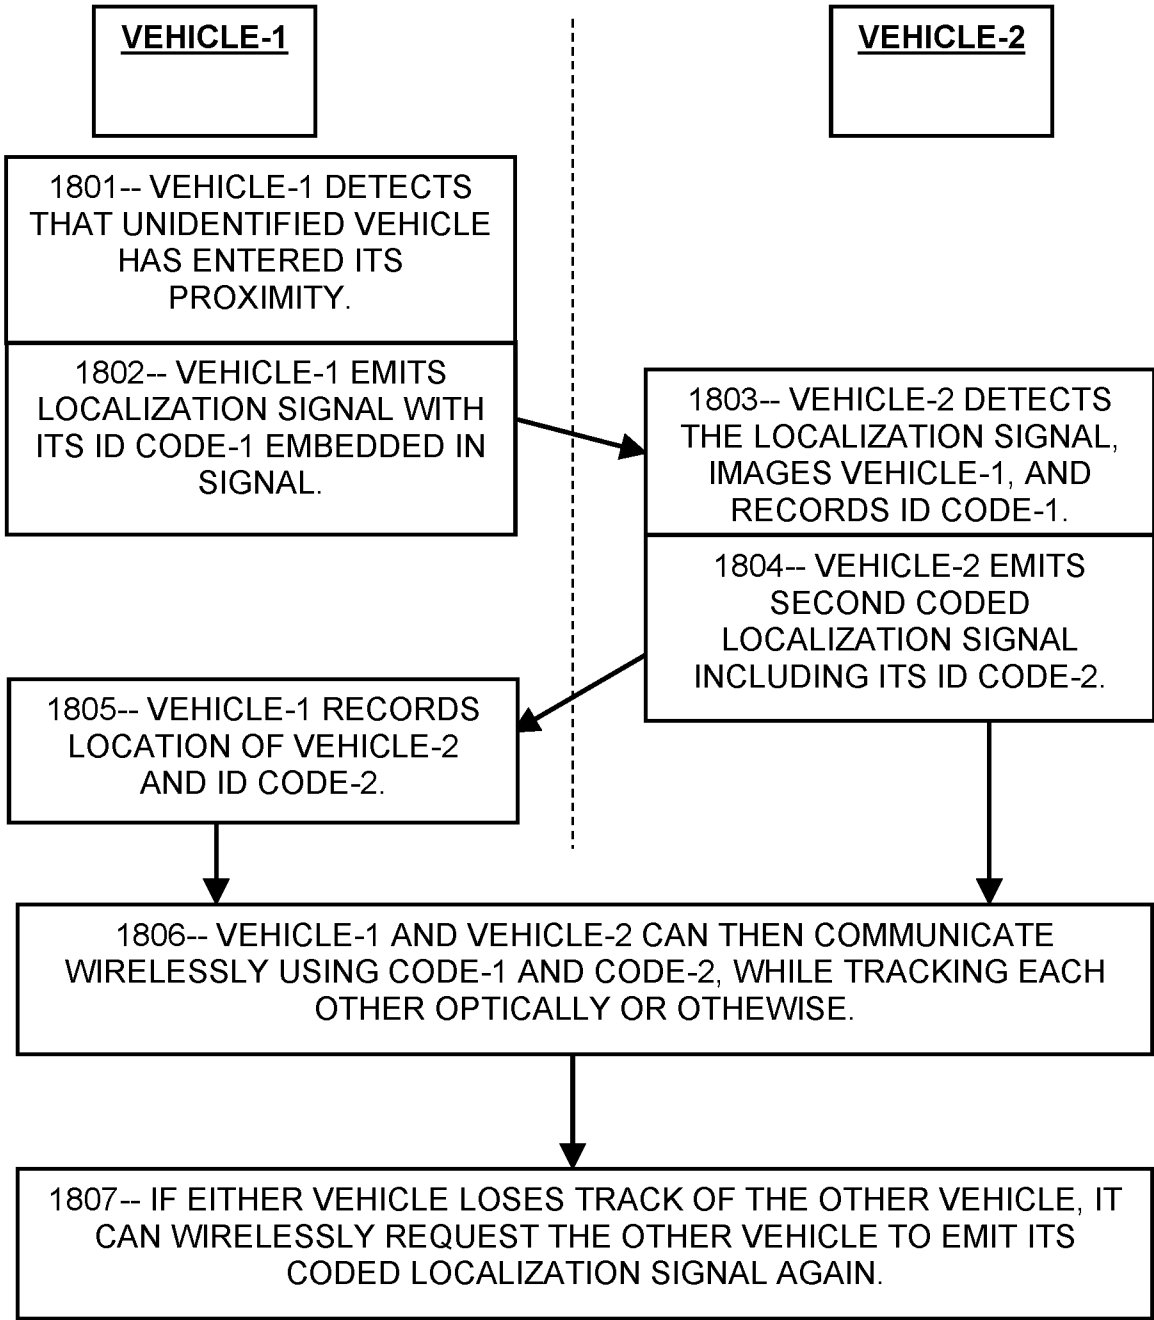 VEHICLE-1
VEHICLE-2
1801-- VEHICLE-1 DETECTS
THAT UNIDENTIFIED VEHICLE
HAS ENTERED ITS
PROXIMITY.
1802-- VEHICLE-1 EMITS
LOCALIZATION SIGNAL WITH
ITS ID CODE-1 EMBEDDED IN
SIGNAL.
1803-- VEHICLE-2 DETECTS
THE LOCALIZATION SIGNAL,
IMAGES VEHICLE-1, AND
RECORDS ID CODE-1.
1804-- VEHICLE-2 EMITS
SECOND CODED
LOCALIZATION SIGNAL
INCLUDING ITS ID CODE-2.
1805-- VEHICLE-1 RECORDS
LOCATION OF VEHICLE-2
AND ID CODE-2.
1806-- VEHICLE-1 AND VEHICLE-2 CAN THEN COMMUNICATE
WIRELESSLY USING CODE-1 AND CODE-2, WHILE TRACKING EACH
OTHER OPTICALLY OR OTHEWISE.
1807-- IF EITHER VEHICLE LOSES TRACK OF THE OTHER VEHICLE, IT
CAN WIRELESSLY REQUEST THE OTHER VEHICLE TO EMIT ITS
CODED LOCALIZATION SIGNAL AGAIN.